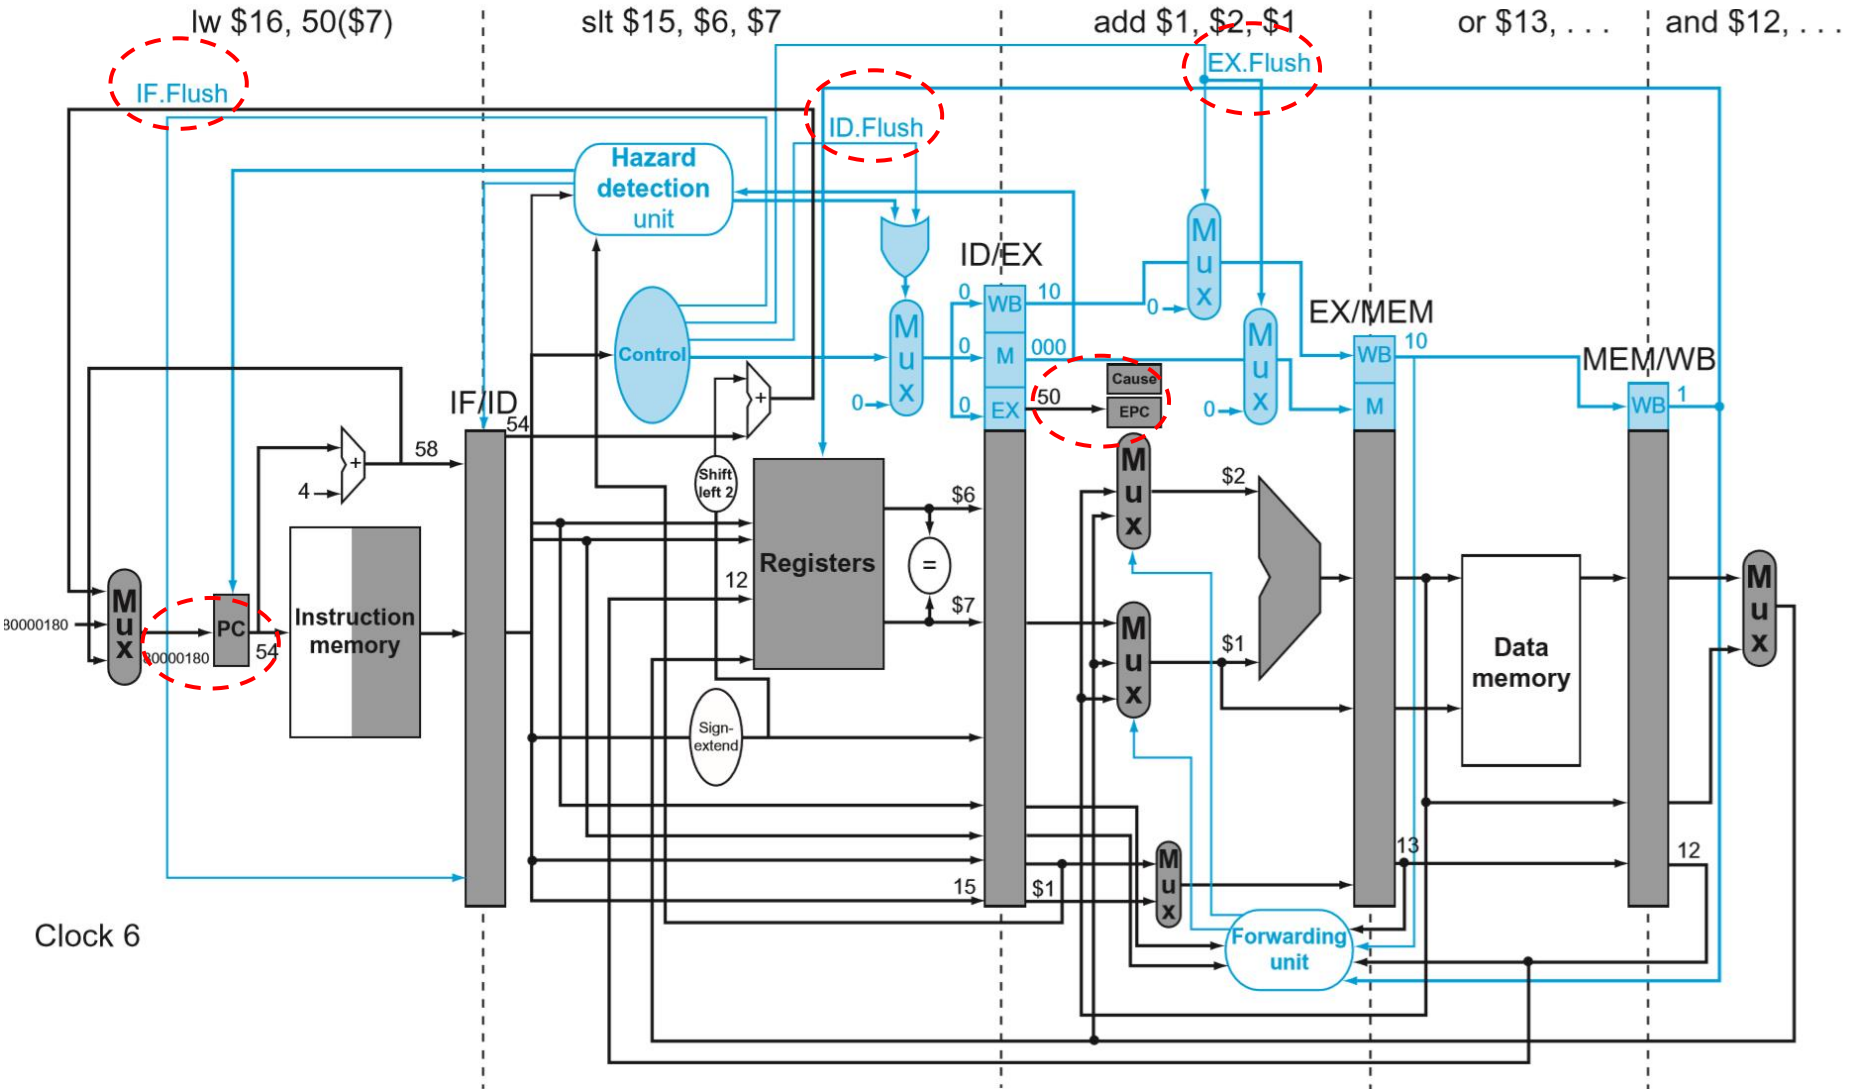 lw $16, 50($7)
slt $15, $6, $7
add $1, $2, $1
or $13, . . .
and $12, . . .
IF.Flush
EX.Flush
ID.Flush
Hazard
detection
unit
M
u
x
ID/EX
0
WB
10
0
EX/MEM
Control
M
u
x
0
0
M
000
M
u
x
0
WB
10
MEM/WB
Cause
0
EX
50
EPC
M
WB
1
IF/ID
54
+
58
+
4
Shift
left 2
M
u
x
$2
$6
Registers
=
12
$7
M
u
x
80000180
80000180
PC
54
Instruction
memory
M
u
x
$1
Data
memory
M
u
x
Sign-
extend
15
$1
M
u
x
13
12
Forwarding
unit
Clock 6